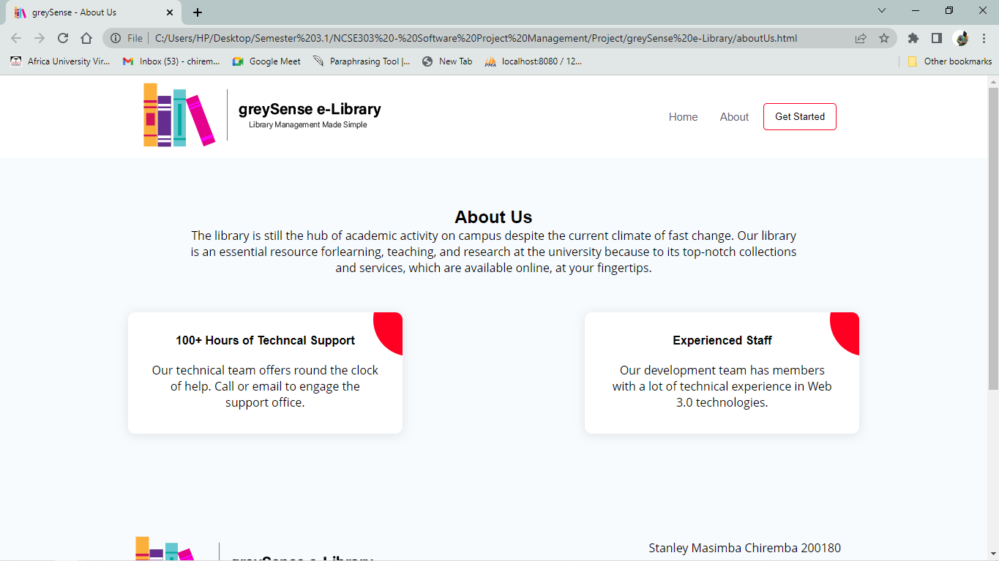 greySense - About Us
File
C:/Users/HP/Desktop/Semester%203.1/NCSE303%20-%20Software%20Project%20Management/Project/greySense%20e-Library/aboutUs.html
Africa University Vir...
Inbox (53) - chirem...
Google Meet
Paraphrasing Tool |...
New Tab
PMA
localhost:8080 / 12...
Other bookmarks
greySense e-Library
Library Management Made Simple
Home
About
Get Started
About Us
The library is still the hub of academic activity on campus despite the current climate of fast change. Our library
is an essential resource forlearning, teaching, and research at the university because to its top-notch collections
and services, which are available online, at your fingertips.
100+ Hours of Techncal Support
Our technical team offers round the clock
of help. Call or email to engage the
support office.
Experienced Staff
Our development team has members
with a lot of technical experience in Web
3.0 technologies.
greySense e-Library
Stanley Masimba Chiremba 200180